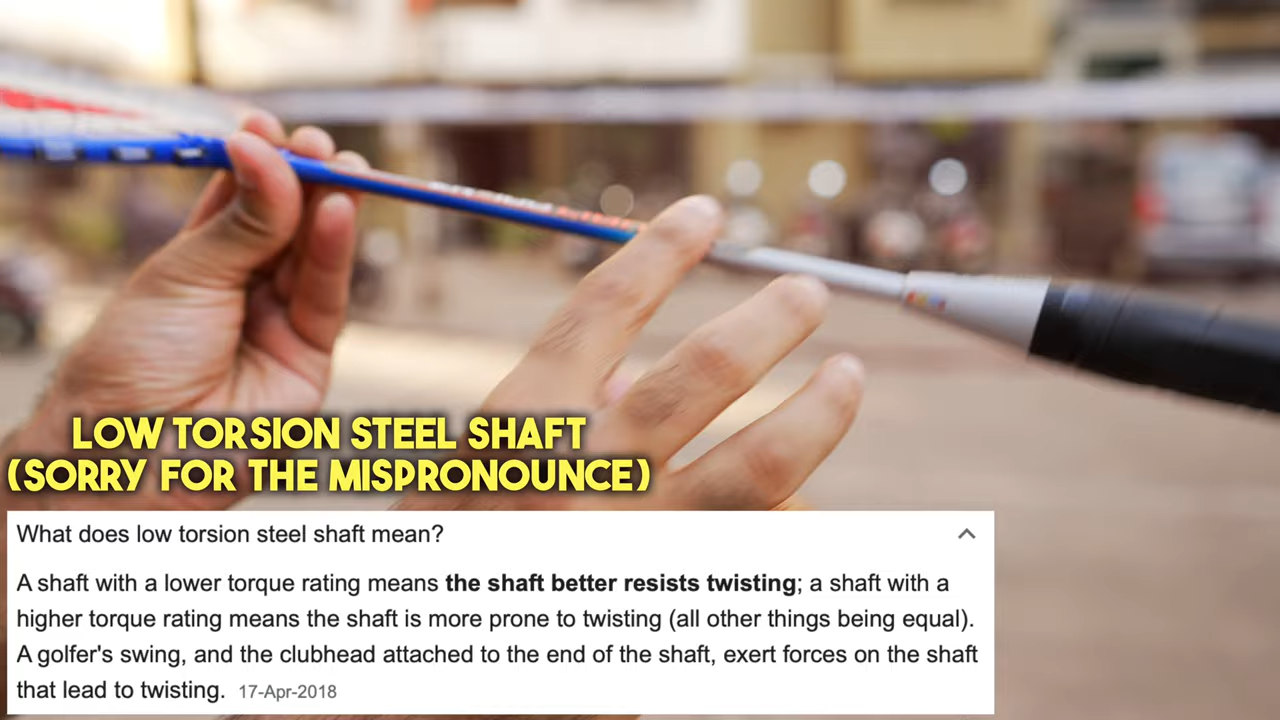 LOW TORSION STEEL SHAFT
(SORRY FOR THE MISPRONOUNCE)
What does low torsion steel shaft mean?
A shaft with a lower torque rating means the shaft better resists twisting; a shaft with a
higher torque rating means the shaft is more prone to twisting (all other things being equal).
A golfer's swing, and the clubhead attached to the end of the shaft, exert forces on the shaft
that lead to twisting. 17-Apr-2018